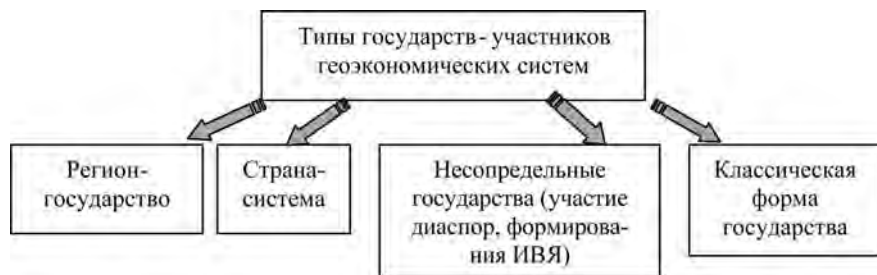 Типы государств- участников
геоэкономических систем
Регион-
государство
Страна-
система
Несопредельные
государства (участие
диаспор, формирова-
ния ИВЯ)
Классическая
форма
государства